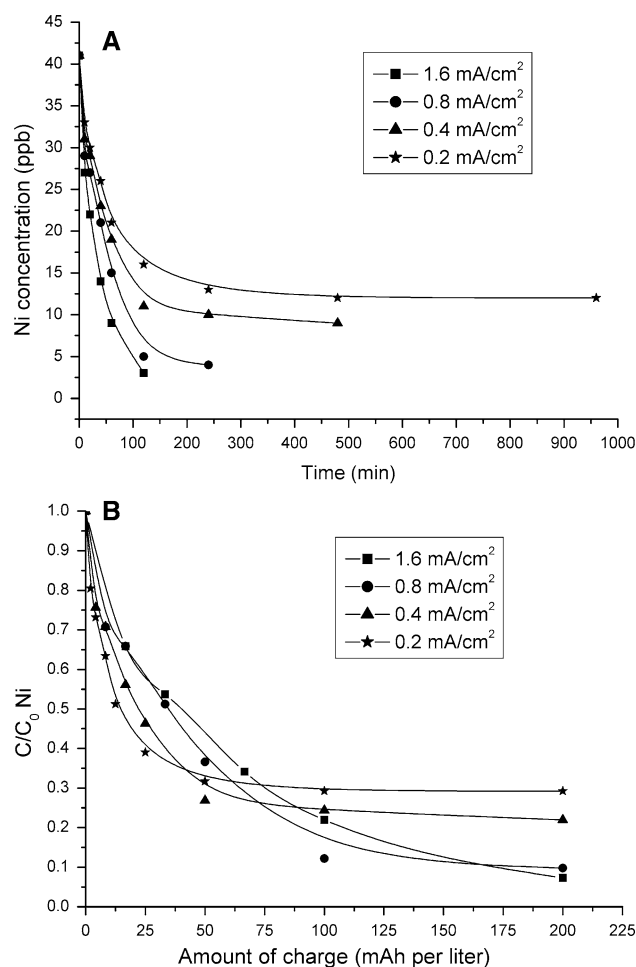 A
45
40
35
30
25
20
15
10
5
0
Ni concentration (ppb)
1.6 mA/cm²
0.8 mA/cm²
0.4 mA/cm²
0.2 mA/cm²
0 100 200 300 400 500 600 700 800 900 1000
Time (min)
B
1.0
0.9
0.8
0.7
0.6
0.5
0.4
0.3
0.2
0.1
0.0
C/C₀ Ni
1.6 mA/cm²
0.8 mA/cm²
0.4 mA/cm²
0.2 mA/cm²
0 25 50 75 100 125 150 175 200 225
Amount of charge (mAh per liter)